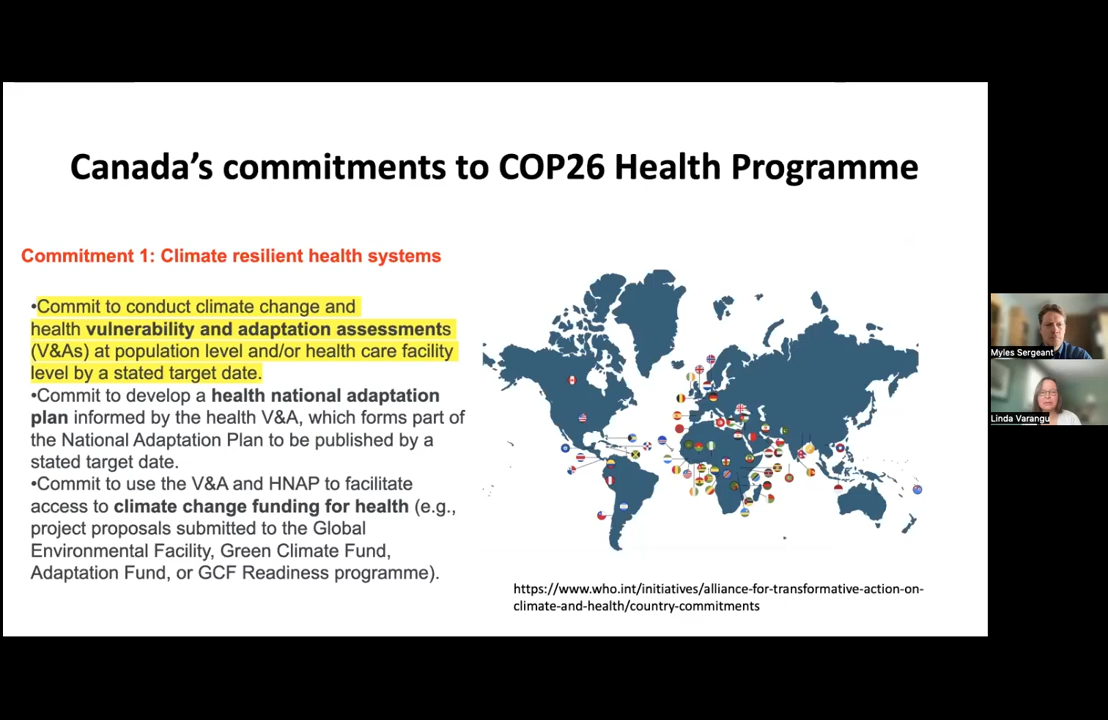 Canada's commitments to COP26 Health Programme
Commitment 1: Climate resilient health systems
•Commit to conduct climate change and
health vulnerability and adaptation assessments
(V&As) at population level and/or health care facility
level by a stated target date.
•Commit to develop a health national adaptation
plan informed by the health V&A, which forms part of
the National Adaptation Plan to be published by a
stated target date.
•Commit to use the V&A and HNAP to facilitate
access to climate change funding for health (e.g.,
project proposals submitted to the Global
Environmental Facility, Green Climate Fund,
Adaptation Fund, or GCF Readiness programme).
https://www.who.int/initiatives/alliance-for-transformative-action-on-
climate-and-health/country-commitments
Myles Sergeant
Linda Varangu